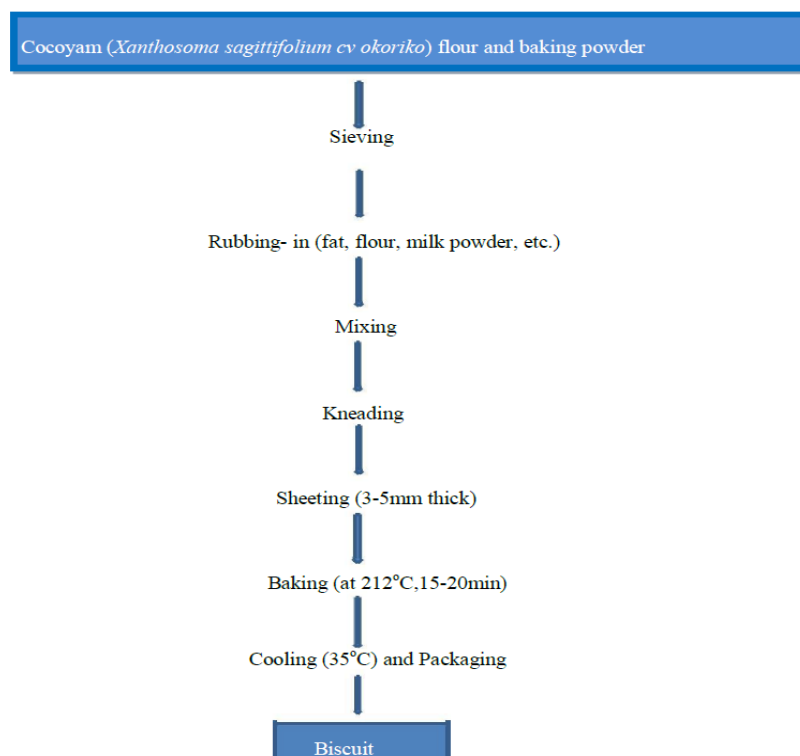 Cocoyam (Xanthosoma sagittifolium cv okoriko) flour and baking powder
Sieving
Rubbing- in (fat, flour, milk powder, etc.)
Mixing
Kneading
Sheeting (3-5mm thick)
Baking (at 212°C,15-20min)
Cooling (35°C) and Packaging
Biscuit